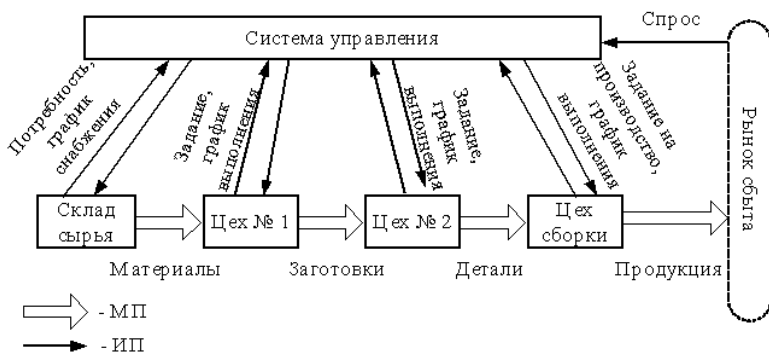 Спрос
Система управления
Потребность,
график
снабжения
Задание,
график
выполнения
Задание,
график
выполнения
Задание на
производство,
график
выполнения
Рынок сбыта
Склад
сырья
Цех № 1
Цех № 2
Цех
сборки
Материалы
Заготовки
Детали
Продукция
- МП
- ИП